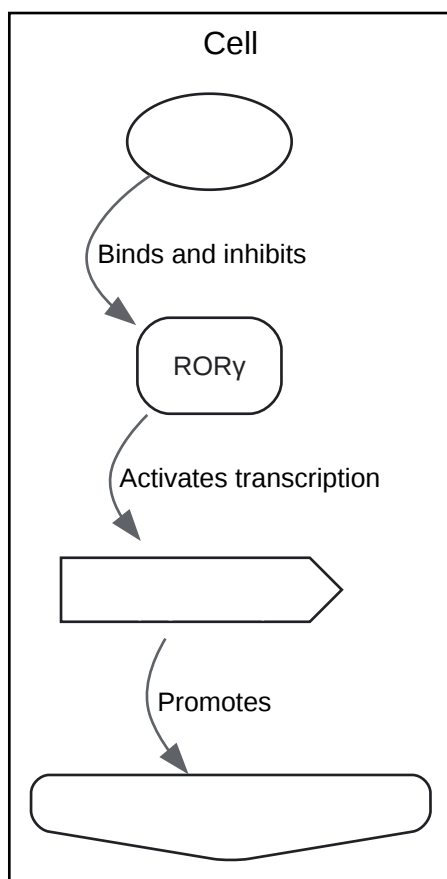 Cell
Binds and inhibits
RORγ
Activates transcription
Promotes